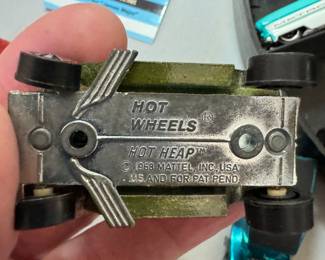 HOT
WHEELS ®
HOT HEAP™
© 1968 MATTEL, INC. USA
.S AND FOR PAT PEND